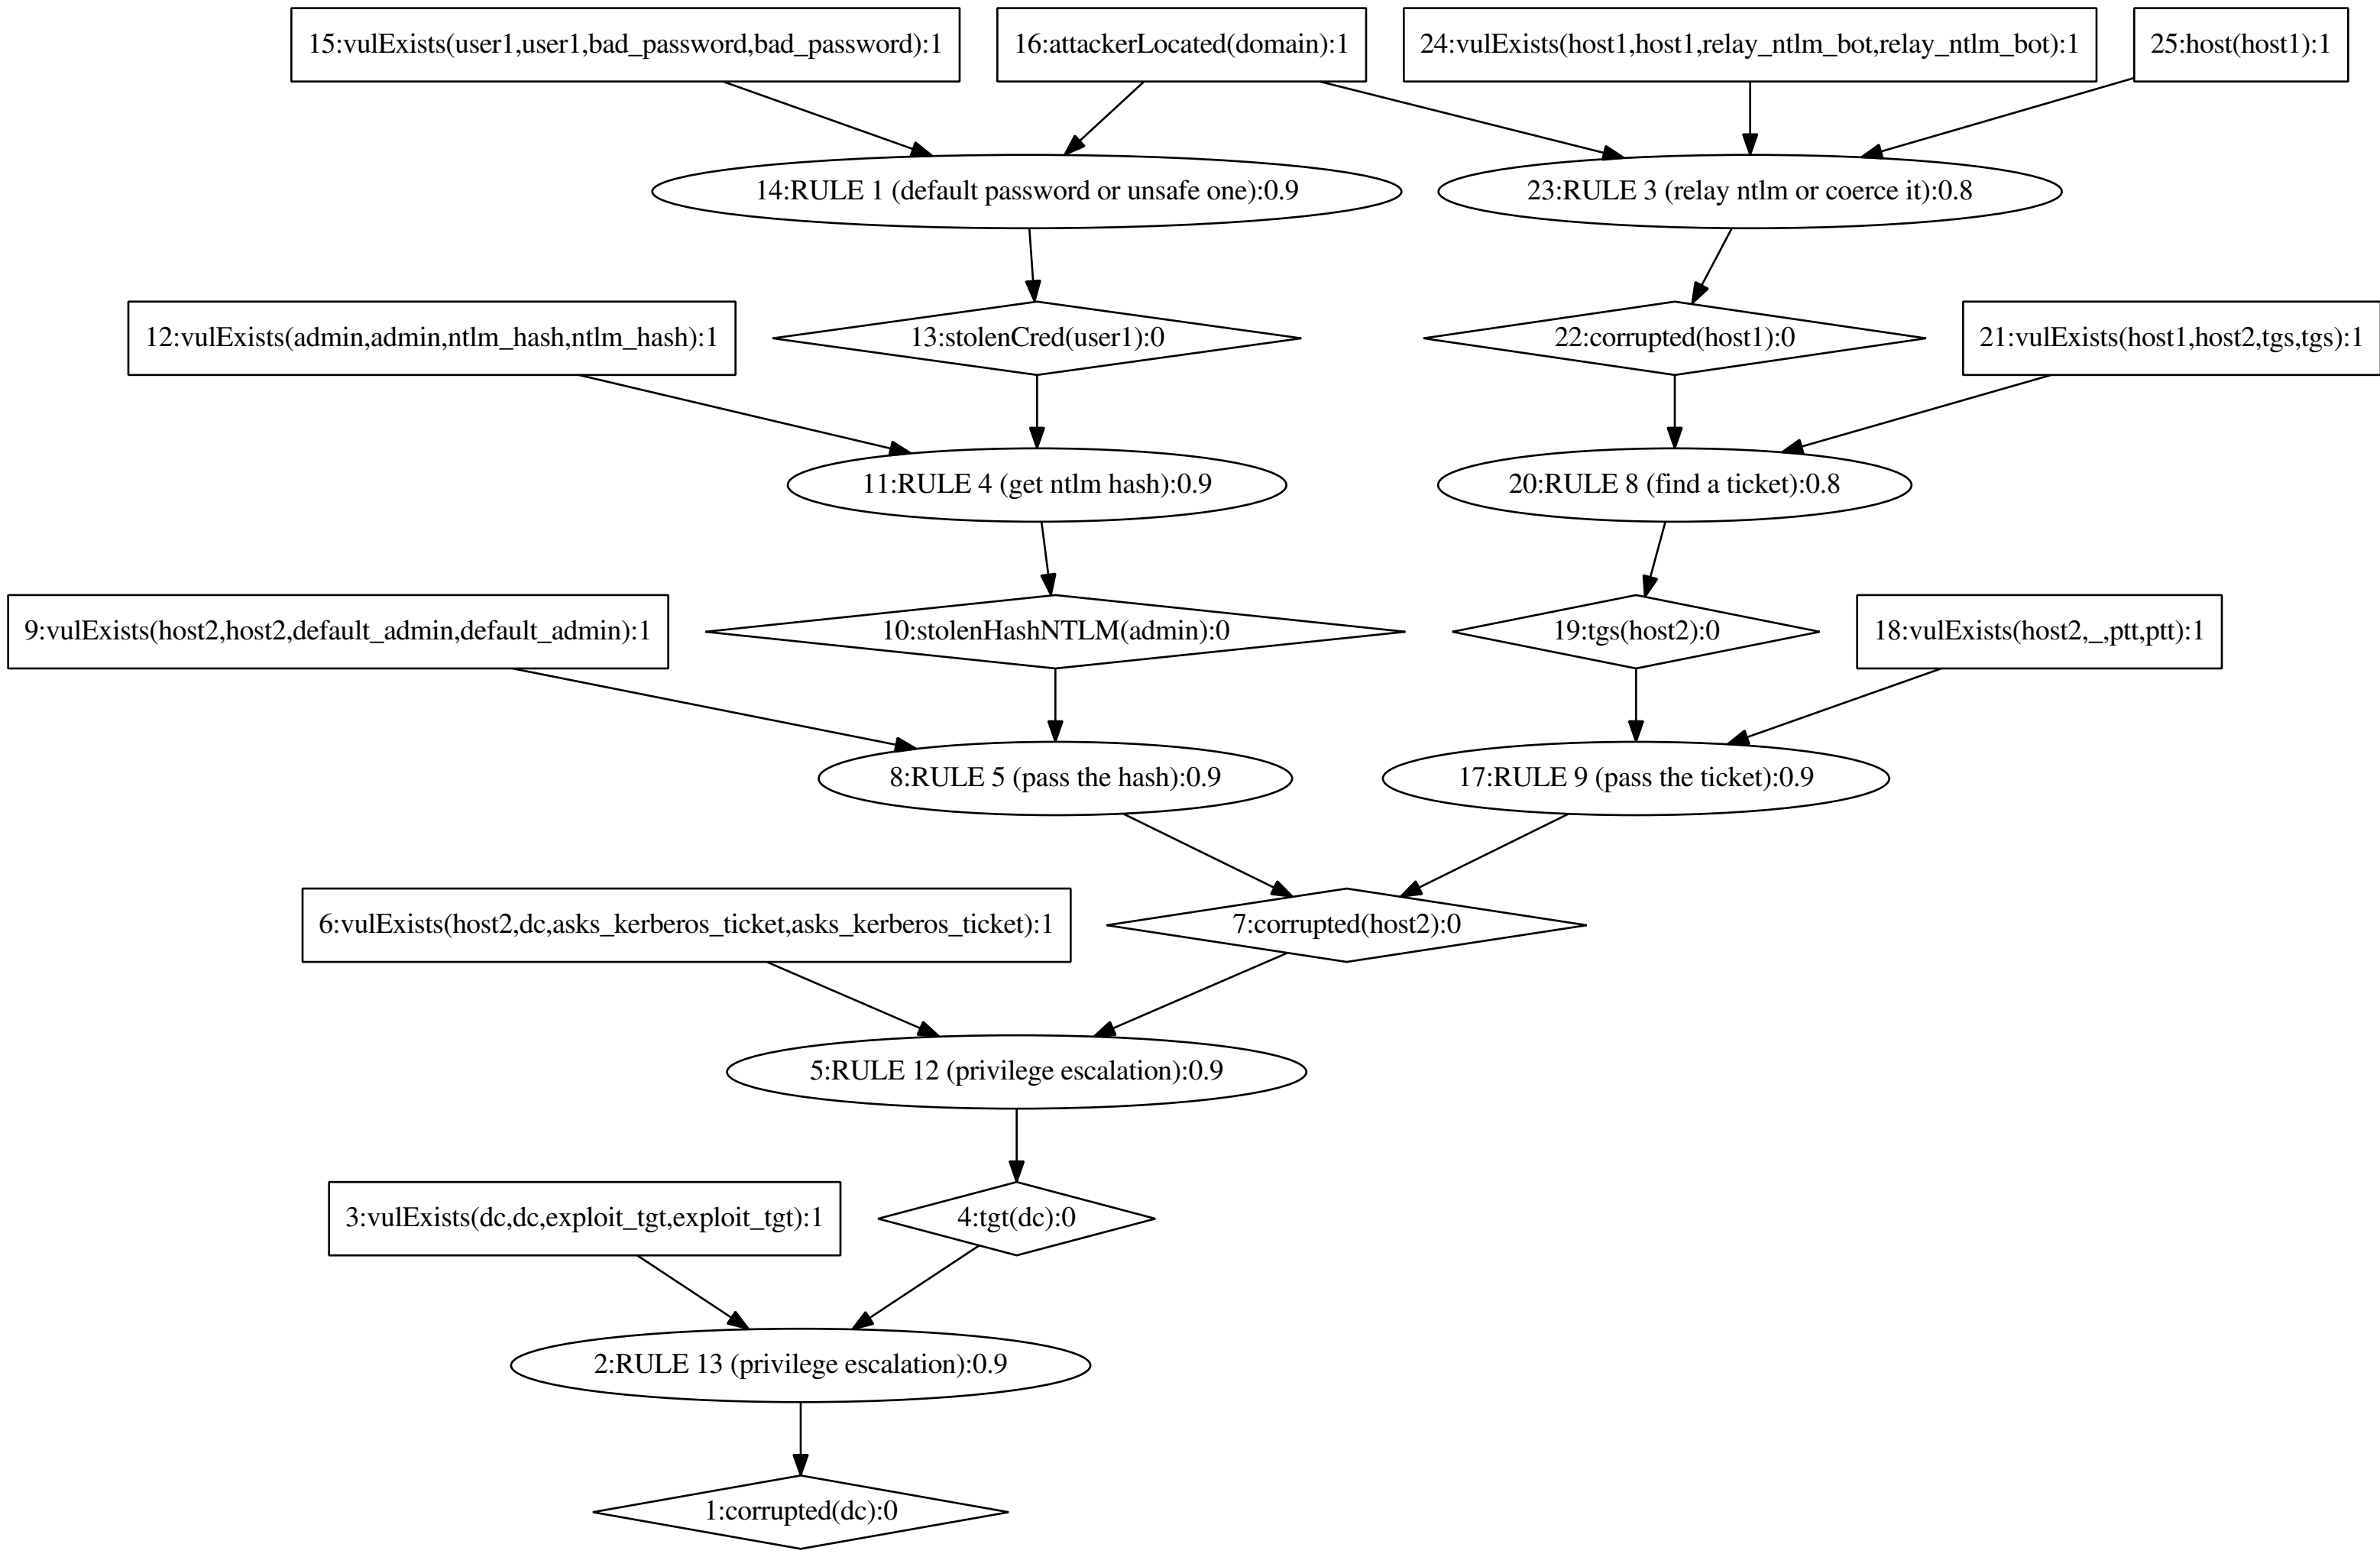 15:vulExists(user1,user1,bad_password,bad_password):1
16:attackerLocated(domain):1
24:vulExists(host1,host1,relay_ntlm_bot,relay_ntlm_bot):1
25:host(host1):1
14:RULE 1 (default password or unsafe one):0.9
23:RULE 3 (relay ntlm or coerce it):0.8
12:vulExists(admin,admin,ntlm_hash,ntlm_hash):1
13:stolenCred(user1):0
22:corrupted(host1):0
21:vulExists(host1,host2,tgs,tgs):1
11:RULE 4 (get ntlm hash):0.9
20:RULE 8 (find a ticket):0.8
9:vulExists(host2,host2,default_admin,default_admin):1
10:stolenHashNTLM(admin):0
19:tgs(host2):0
18:vulExists(host2,_,ptt,ptt):1
8:RULE 5 (pass the hash):0.9
17:RULE 9 (pass the ticket):0.9
6:vulExists(host2,dc,asks_kerberos_ticket,asks_kerberos_ticket):1
7:corrupted(host2):0
5:RULE 12 (privilege escalation):0.9
3:vulExists(dc,dc,exploit_tgt,exploit_tgt):1
4:tgt(dc):0
2:RULE 13 (privilege escalation):0.9
1:corrupted(dc):0